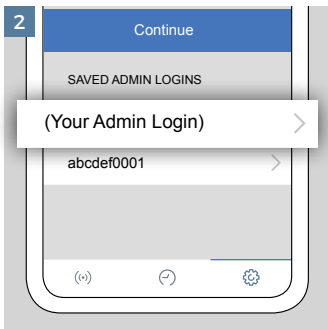 2
Continue
SAVED ADMIN LOGINS
(Your Admin Login)
abcdef0001